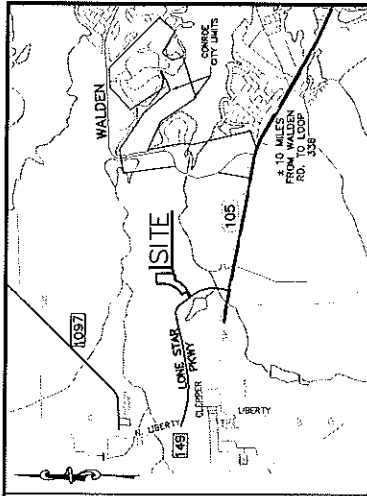 WALDEN
CONROE
CITY LIMITS
1097
SITE
± 10 MILES
FROM WALDEN
RD. TO LOOP
336
105
LONE STAR
PKWY
149
N. LIBERTY
CLEPPER
LIBERTY